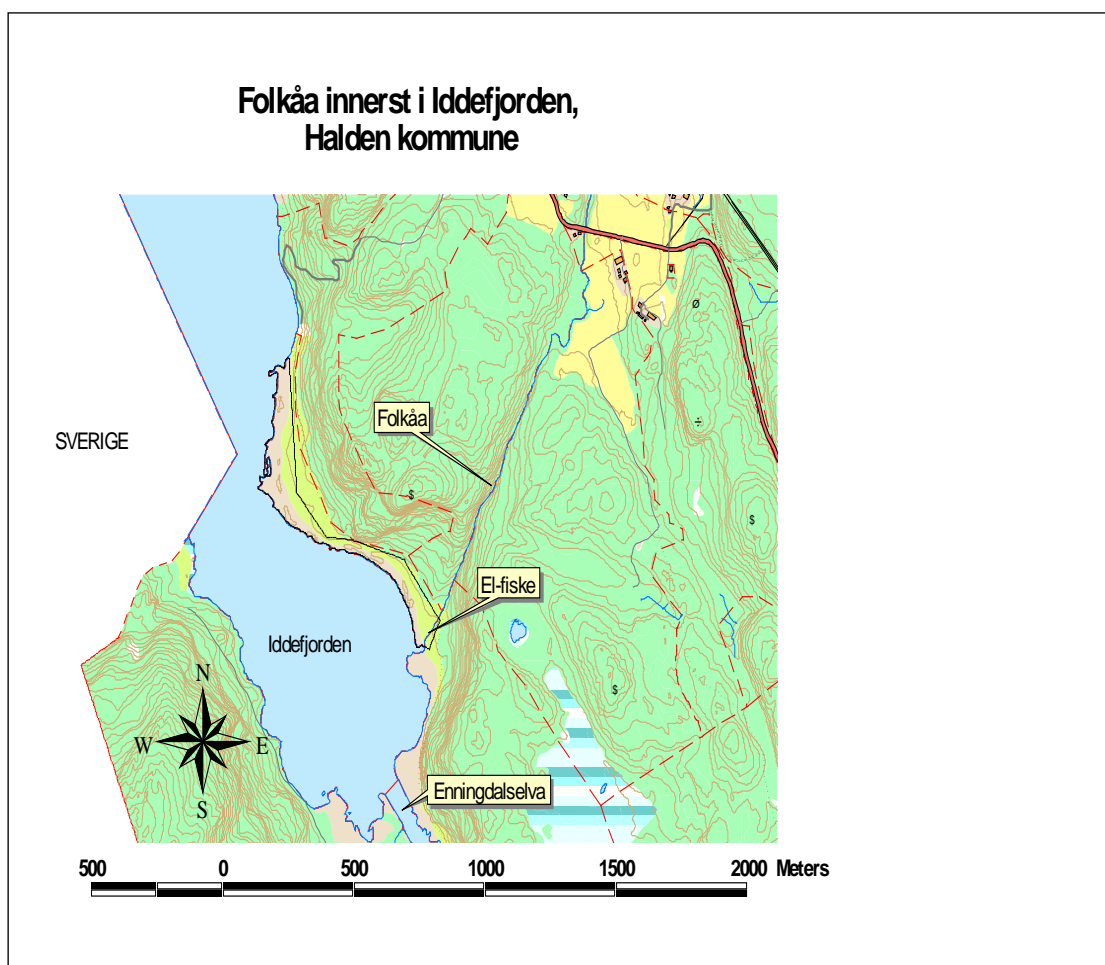 Folkåa innerst i Iddefjorden,
Halden kommune
Folkåa
SVERIGE
El-fiske
Iddefjorden
N
W E
S
Enningdalselva
500 0 500 1000 1500 2000 Meters